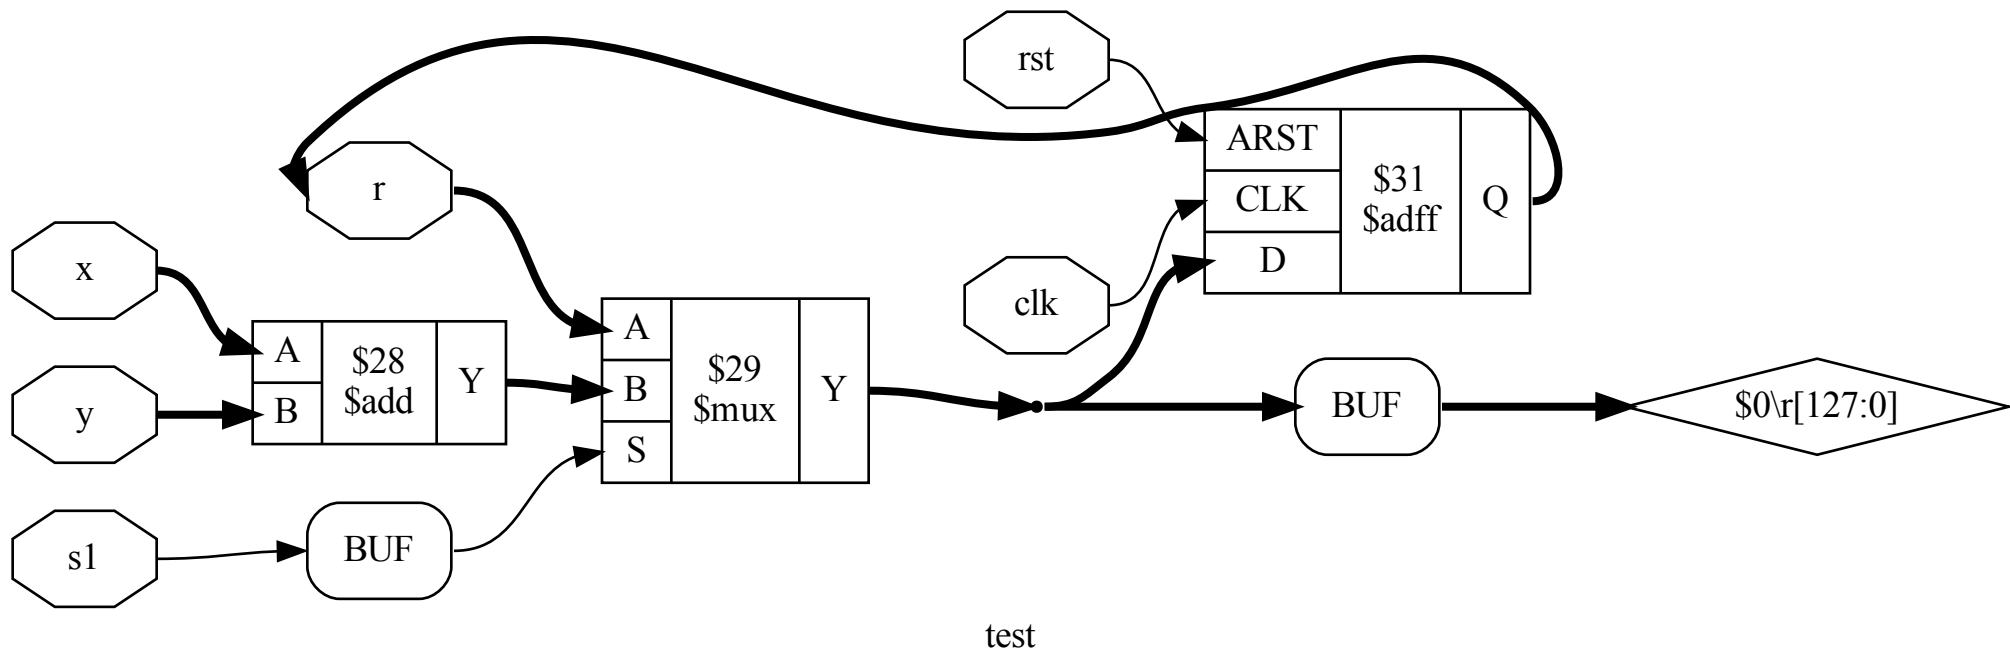 rst
ARST
CLK
D
$31
$adff
Q
r
x
clk
A
B
$28
$add
Y
A
B
S
$29
$mux
Y
y
BUF
$0\r[127:0]
s1
BUF
test